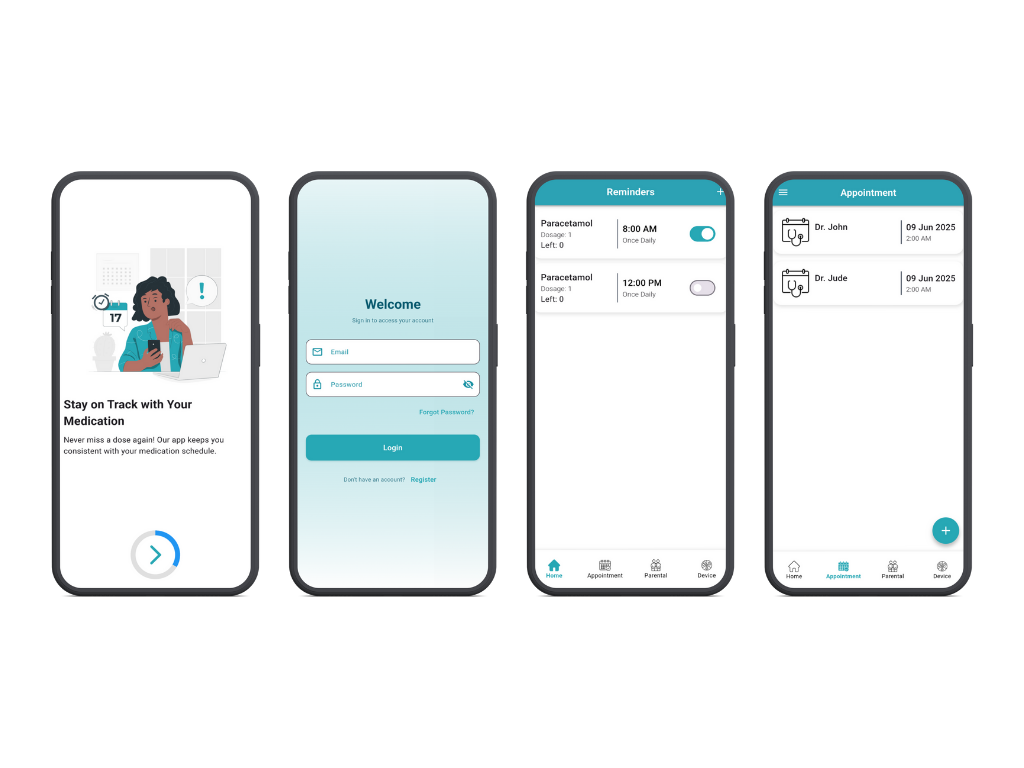 17
!
Stay on Track with Your
Medication
Never miss a dose again! Our app keeps you
consistent with your medication schedule.
Welcome
Sign in to access your account
Email
Password
Forgot Password?
Login
Don't have an account? Register
Reminders +
Paracetamol
Dosage: 1
Left: 0
8:00 AM
Once Daily
Paracetamol
Dosage: 1
Left: 0
12:00 PM
Once Daily
Home Appointment Parental Device
Appointment
Dr. John
09 Jun 2025
2:00 AM
Dr. Jude
09 Jun 2025
2:00 AM
+
Home Appointment Parental Device